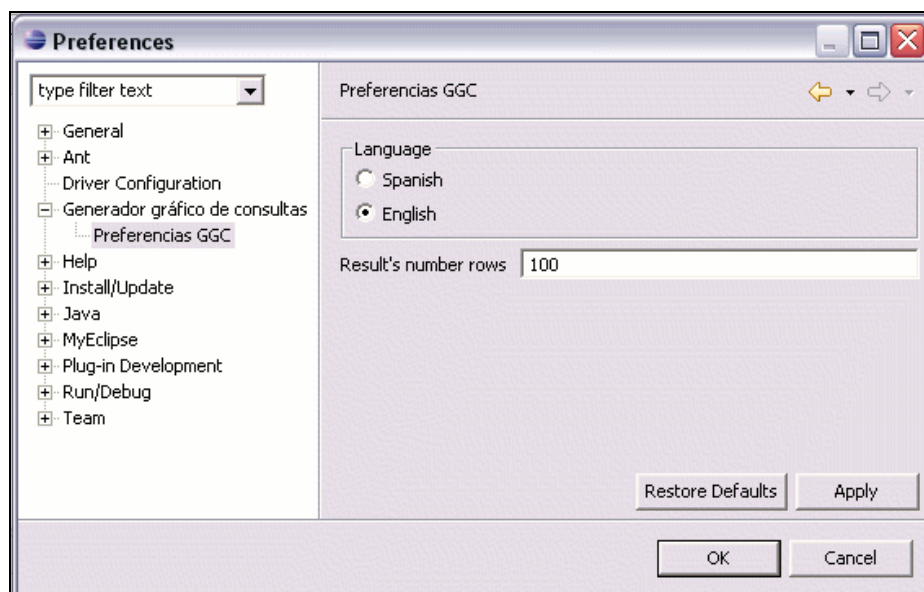 Preferences
type filter text
General
Ant
Driver Configuration
Generador gráfico de consultas
Preferencias GGC
Help
Install/Update
Java
MyEclipse
Plug-in Development
Run/Debug
Team
Preferencias GGC
Language
Spanish
English
Result's number rows 100
Restore Defaults Apply
OK Cancel